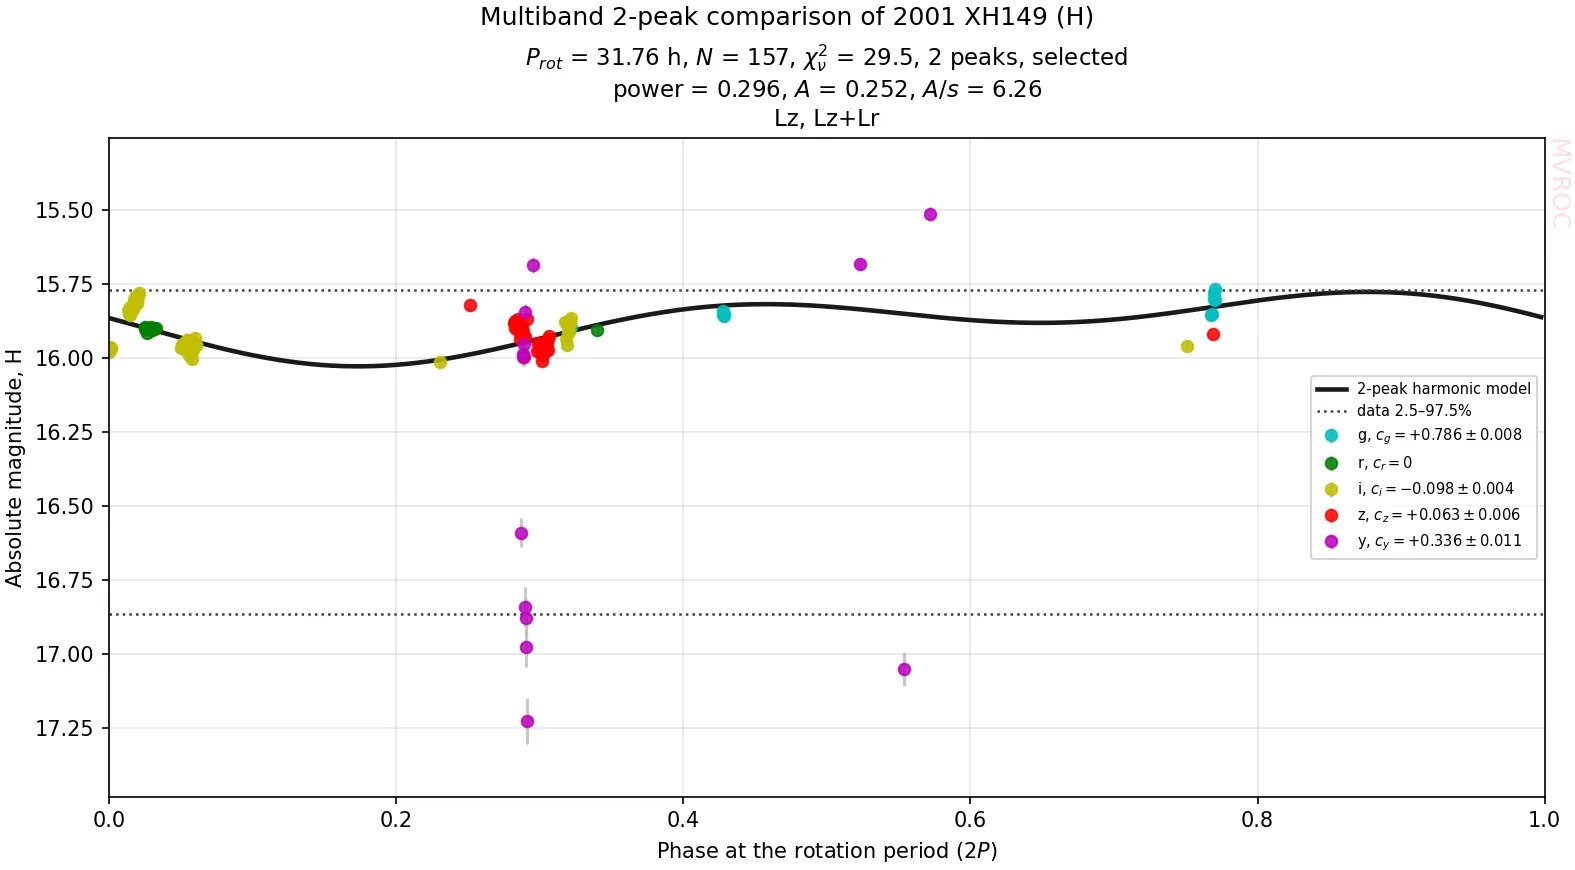 Multiband 2-peak comparison of 2001 XH149 (H)
P_rot = 31.76 h, N = 157, χ²_ν = 29.5, 2 peaks, selected
power = 0.296, A = 0.252, A/s = 6.26
Lz, Lz+Lr
MVROC
Absolute magnitude, H
15.50
15.75
16.00
16.25
16.50
16.75
17.00
17.25
2-peak harmonic model
data 2.5–97.5%
g, c_g = +0.786 ± 0.008
r, c_r = 0
i, c_i = −0.098 ± 0.004
z, c_z = +0.063 ± 0.006
y, c_y = +0.336 ± 0.011
0.0 0.2 0.4 0.6 0.8 1.0
Phase at the rotation period (2P)